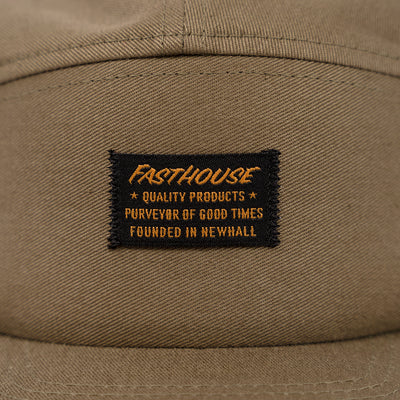 FASTHOUSE
★ QUALITY PRODUCTS ★
PURVEYOR OF GOOD TIMES
FOUNDED IN NEWHALL